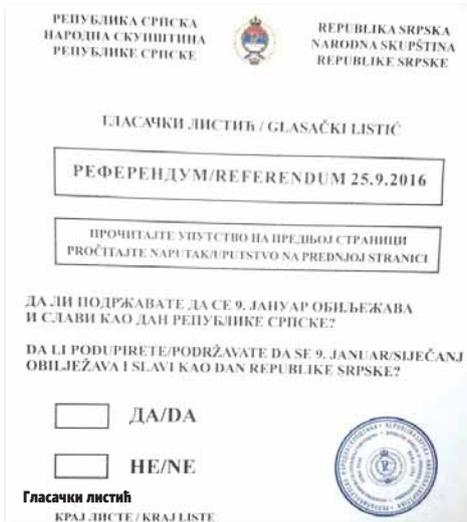 РЕПУБЛИКА СРПСКА
НАРОДНА СКУПШТИНА
РЕПУБЛИКЕ СРПСКЕ
REPUBLIKA SRPSKA
NARODNA SKUPŠTINA
REPUBLIKE SRPSKE
ГЛАСАЧКИ ЛИСТИЋ / GLASAČKI LISTIĆ
РЕФЕРЕНДУМ/REFERENDUM 25.9.2016
ПРОЧИТАЈТЕ УПУТСТВО НА ПРЕДЊОЈ СТРАНИЦИ
PROČITAJTE NAPUTAK/UPUTSTVO NA PREDNJOJ STRANICI
ДА ЛИ ПОДРЖАВАТЕ ДА СЕ 9. ЈАНУАР ОБИЉЕЖАВА
И СЛАВИ КАО ДАН РЕПУБЛИКЕ СРПСКЕ?
DA LI PODUPIRETE/PODRŽAVATE DA SE 9. JANUAR/SIJEČANJ
OBILJEŽAVA I SLAVI KAO DAN REPUBLIKE SRPSKE?
ДА/DA
НЕ/NE
Гласачки листић
КРАЈ ЛИСТЕ / KRAJ LISTE